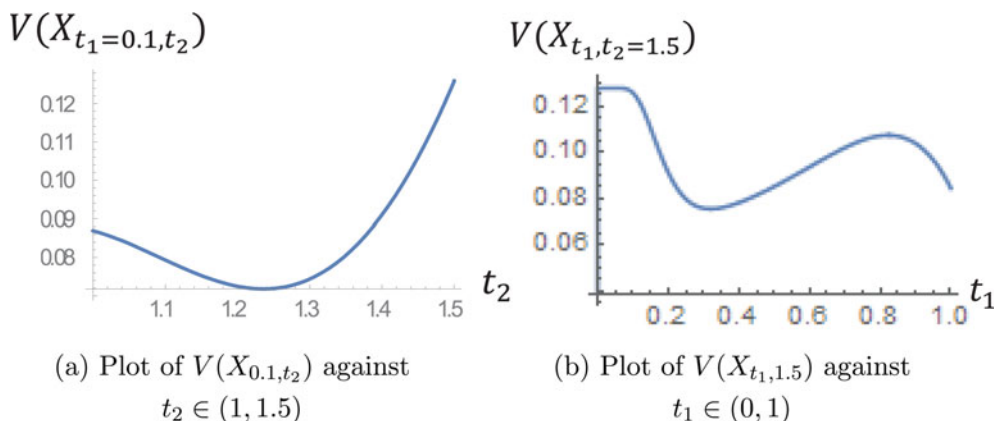 V(X_{t_1=0.1,t_2})
0.12
0.11
0.10
0.09
0.08
1.1 1.2 1.3 1.4 1.5
t_2
(a) Plot of V(X_{0.1,t_2}) against
t_2 ∈ (1, 1.5)
V(X_{t_1,t_2=1.5})
0.12
0.10
0.08
0.06
0.2 0.4 0.6 0.8 1.0
t_1
(b) Plot of V(X_{t_1,1.5}) against
t_1 ∈ (0, 1)